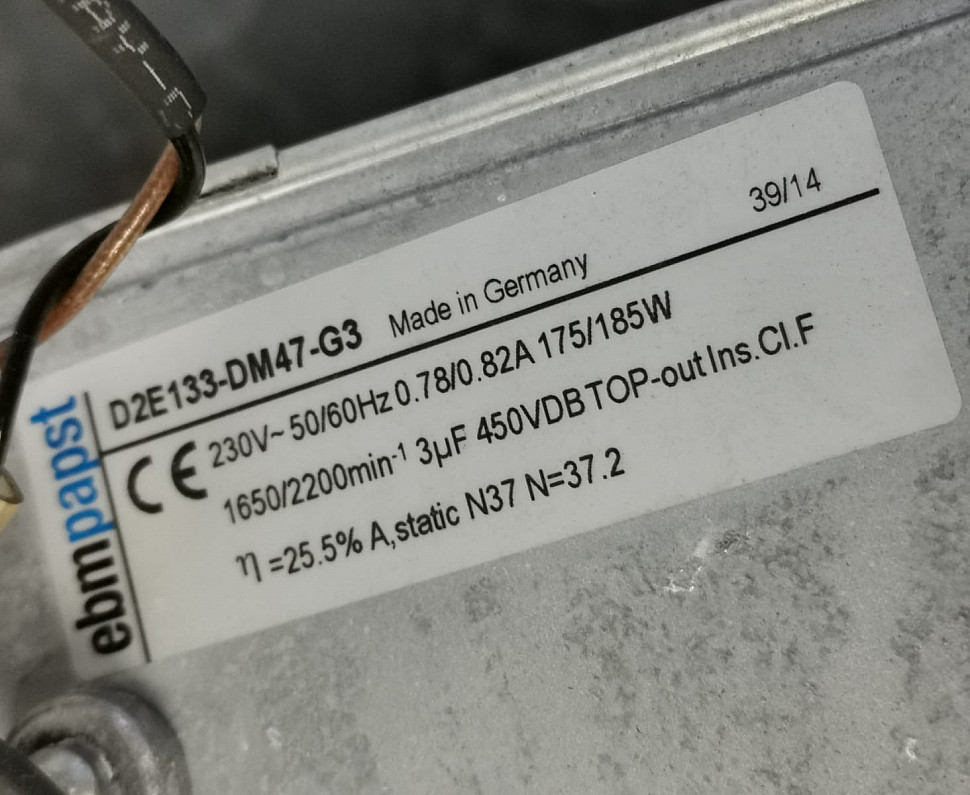 ebmpapst
D2E133-DM47-G3 Made in Germany 39/14
CE 230V~ 50/60Hz 0.78/0.82A 175/185W
1650/2200min⁻¹ 3µF 450VDB TOP-out Ins.Cl.F
η =25.5% A,static N37 N=37.2